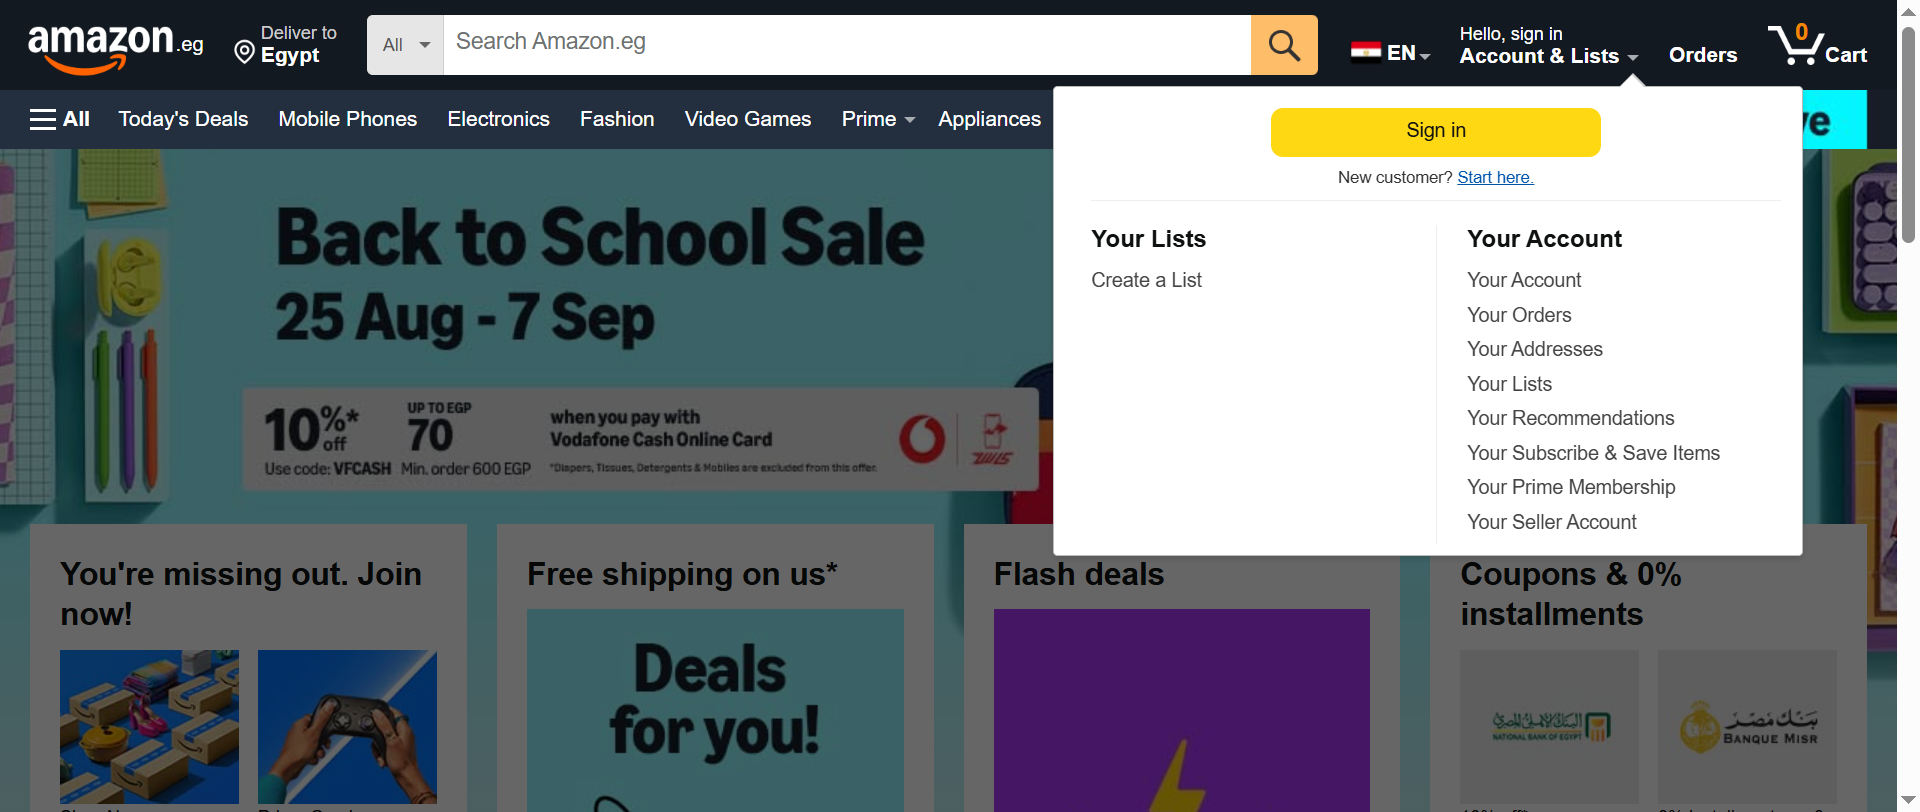 amazon.eg
Deliver to
Egypt
All
Search Amazon.eg
EN
Hello, sign in
Account & Lists
Orders
0
Cart
All
Today's Deals
Mobile Phones
Electronics
Fashion
Video Games
Prime
Appliances
Sign in
New customer? Start here.
Your Lists
Create a List
Your Account
Your Account
Your Orders
Your Addresses
Your Lists
Your Recommendations
Your Subscribe & Save Items
Your Prime Membership
Your Seller Account
Back to School Sale
25 Aug - 7 Sep
10%* off
Use code: VFCASH
UP TO EGP
70
Min. order 600 EGP
when you pay with
Vodafone Cash Online Card
*Diapers, Tissues, Detergents & Mobiles are excluded from this offer.
You're missing out. Join
now!
Free shipping on us*
Deals
for you!
Flash deals
Coupons & 0%
installments
البنك الأهلي المصري
NATIONAL BANK OF EGYPT
بنك مصر
BANQUE MISR